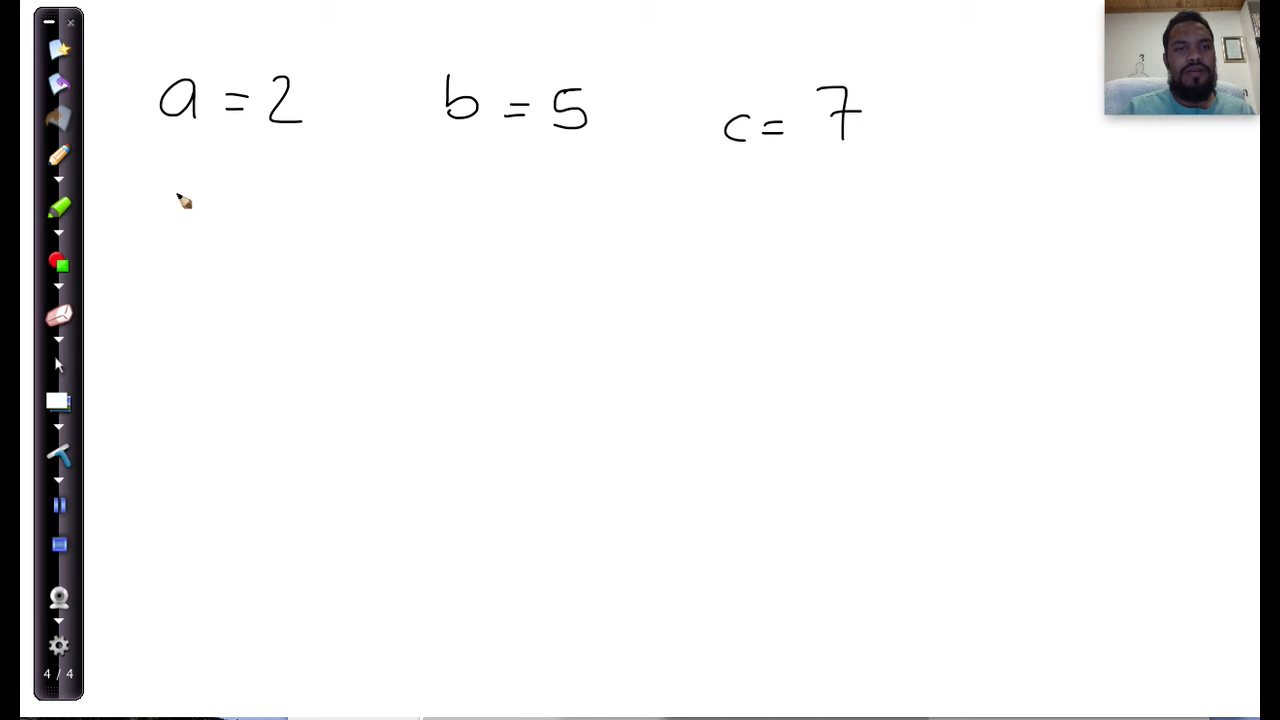 a = 2 b = 5 c = 7
4 / 4